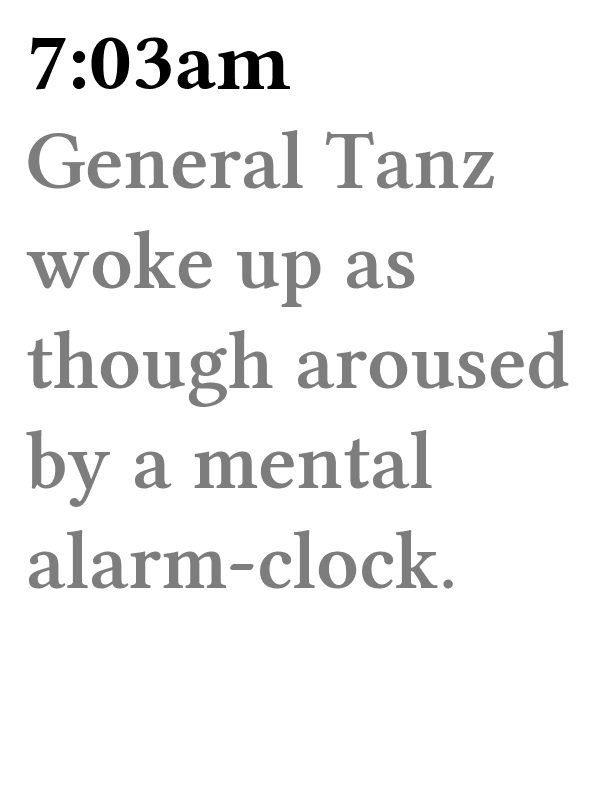 7:03am
General Tanz
woke up as
though aroused
by a mental
alarm-clock.